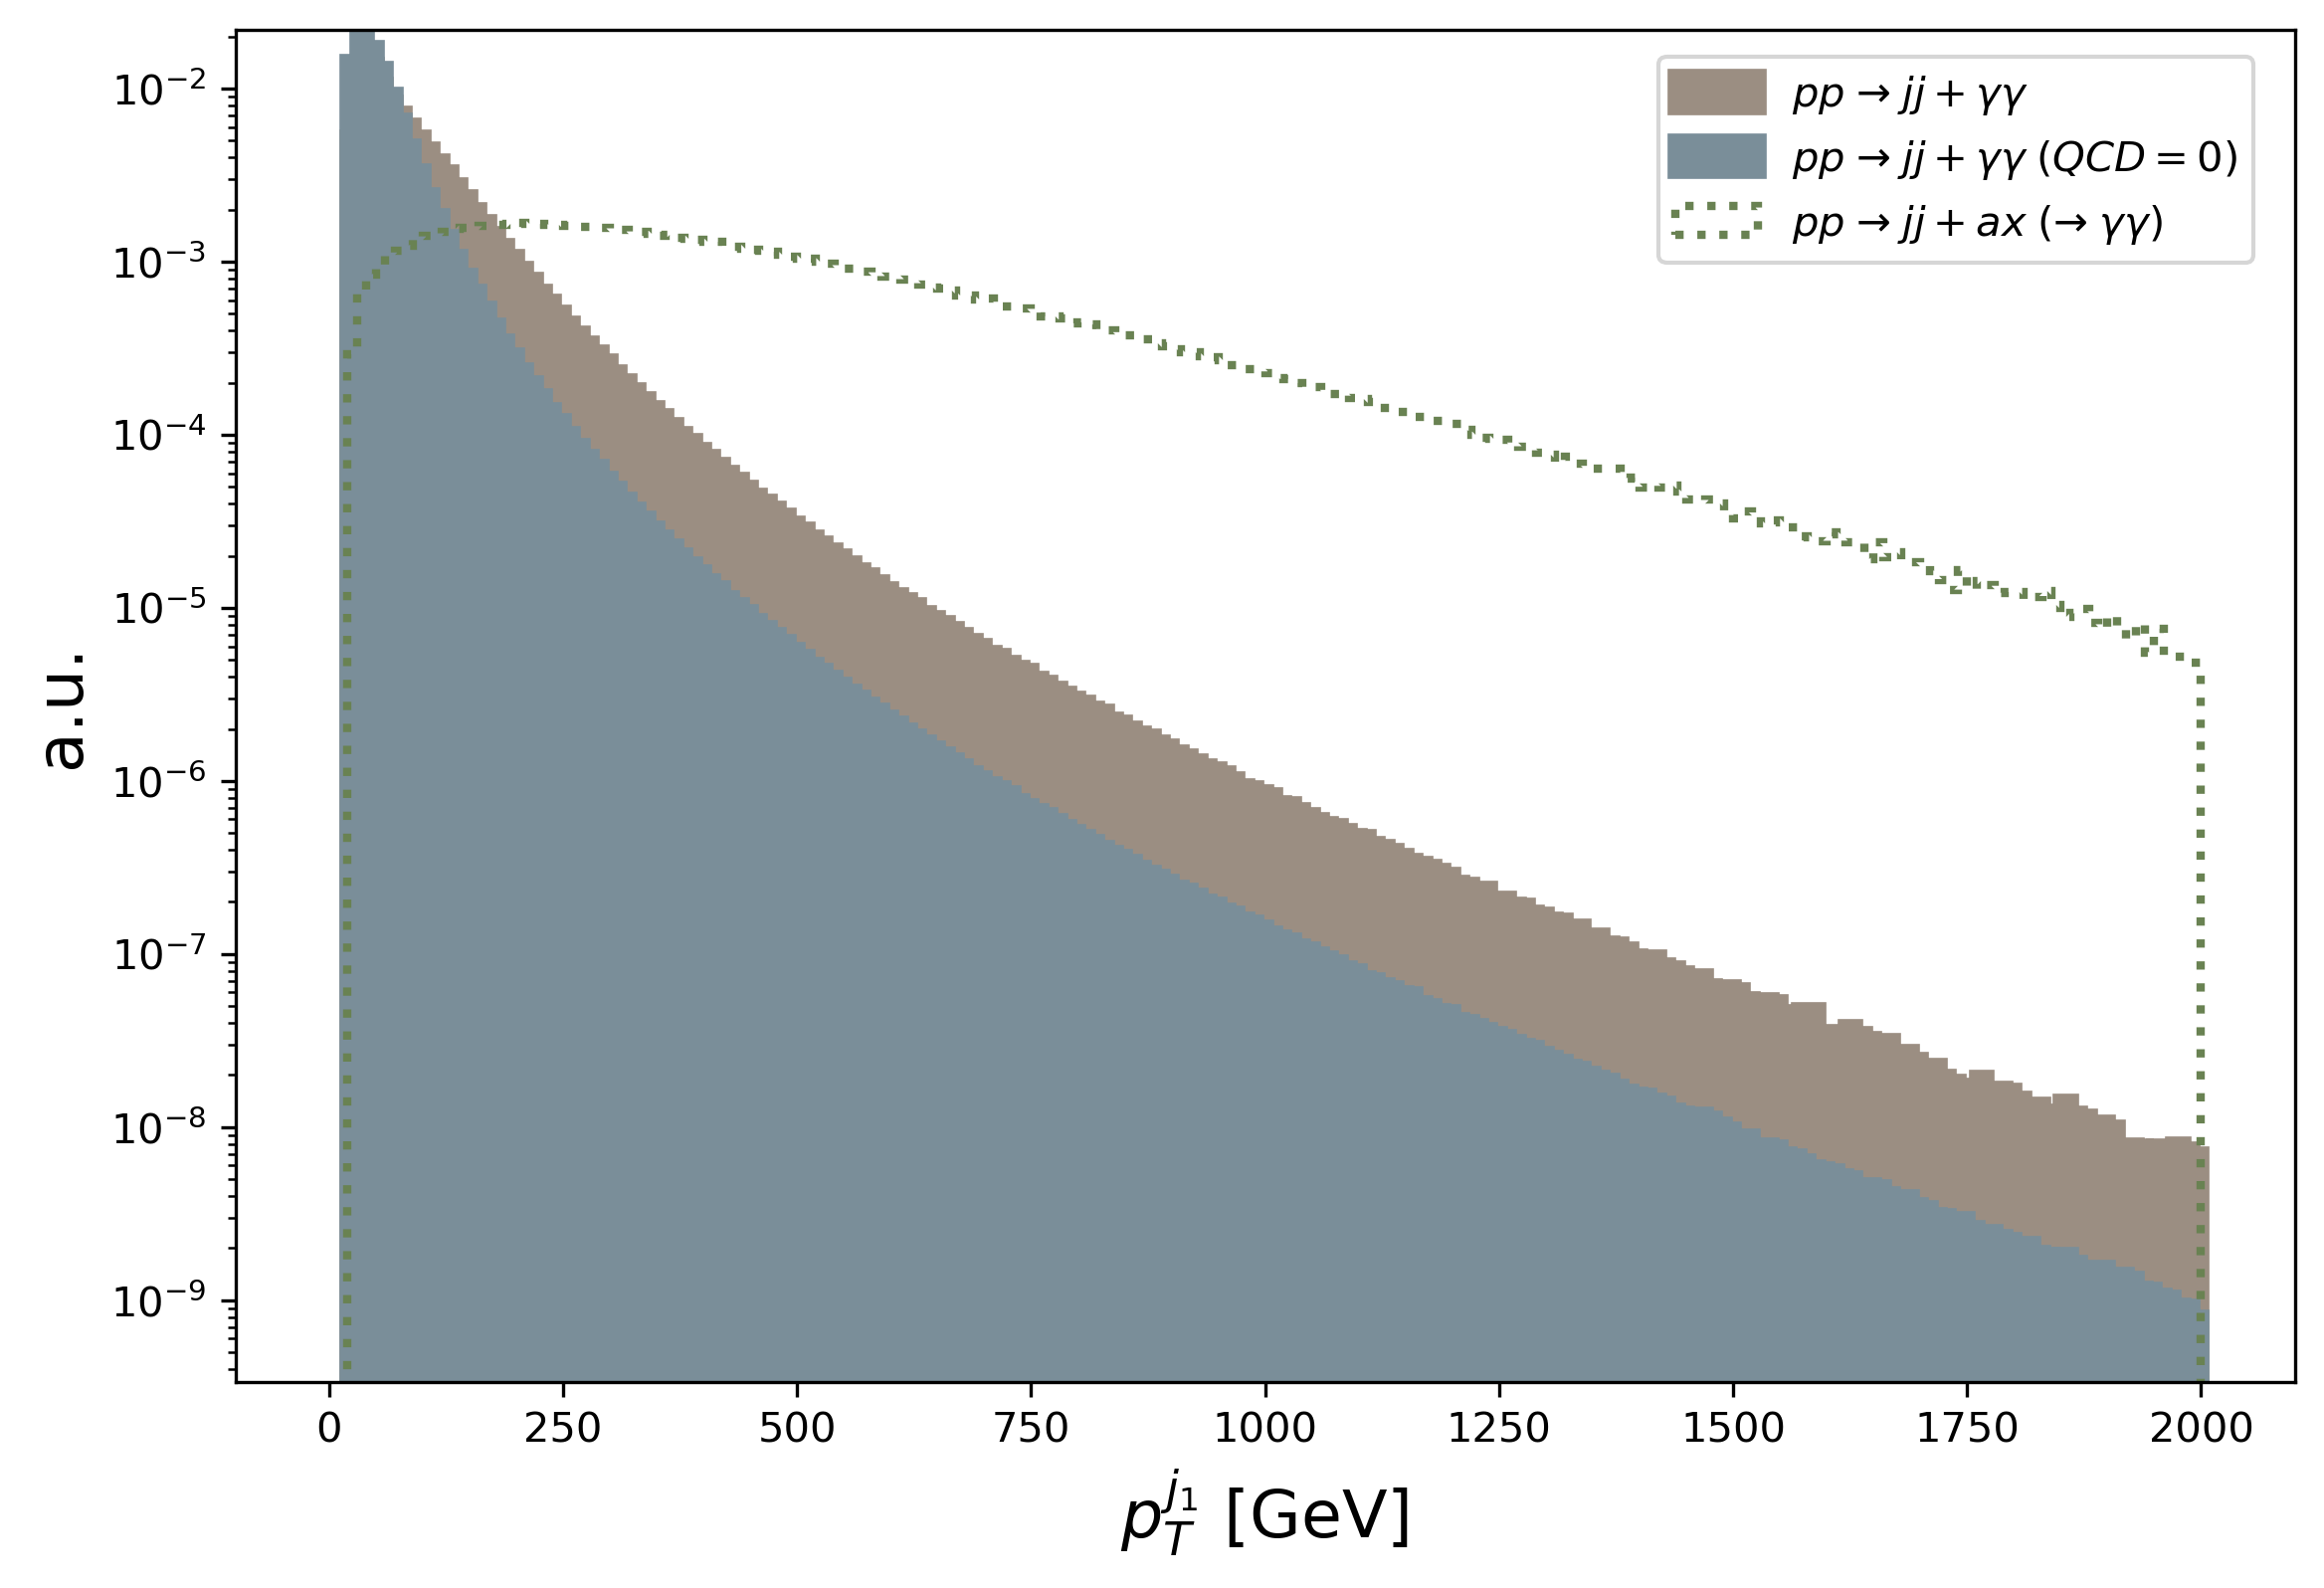 pp → jj + γγ
pp → jj + γγ (QCD = 0)
pp → jj + ax (→ γγ)
a.u.
10⁻²
10⁻³
10⁻⁴
10⁻⁵
10⁻⁶
10⁻⁷
10⁻⁸
10⁻⁹
0 250 500 750 1000 1250 1500 1750 2000
p_T^{j_1} [GeV]